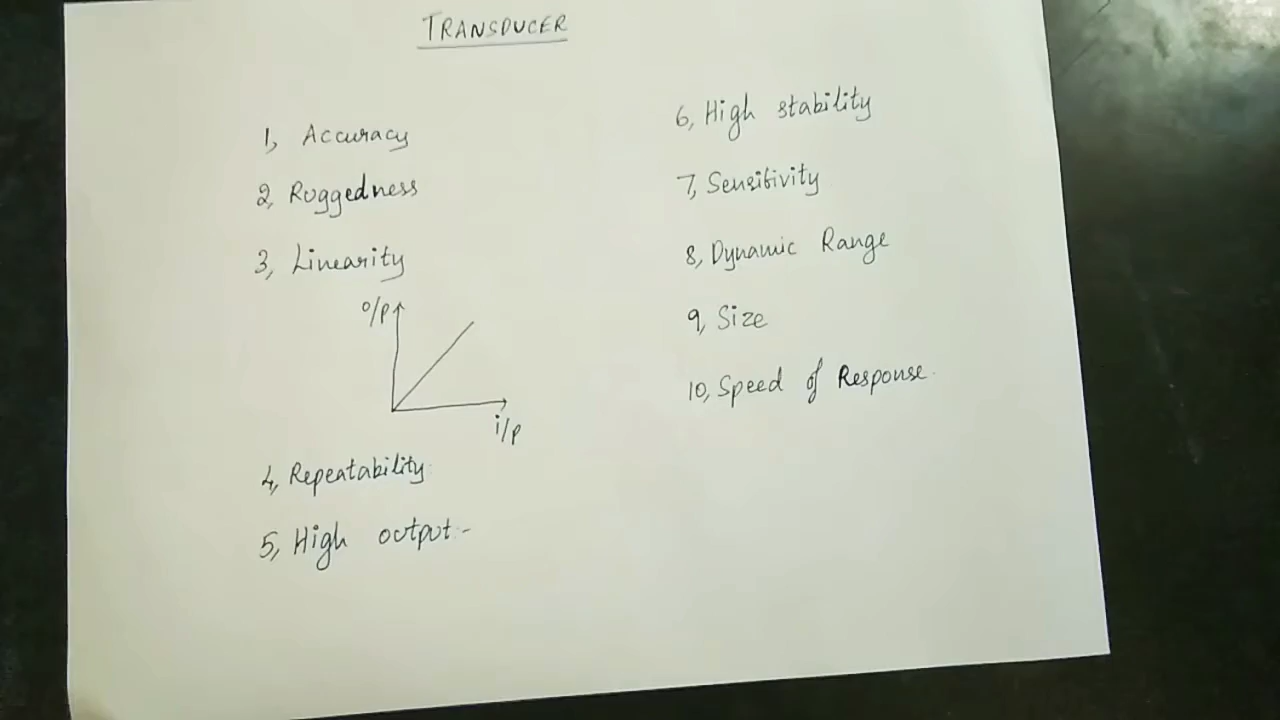 TRANSDUCER
1, Accuracy
2, Ruggedness
3, Linearity
o/p
i/p
4, Repeatability
5, High output:-
6, High stability
7, Sensitivity
8, Dynamic Range
9, Size
10, Speed of Response.